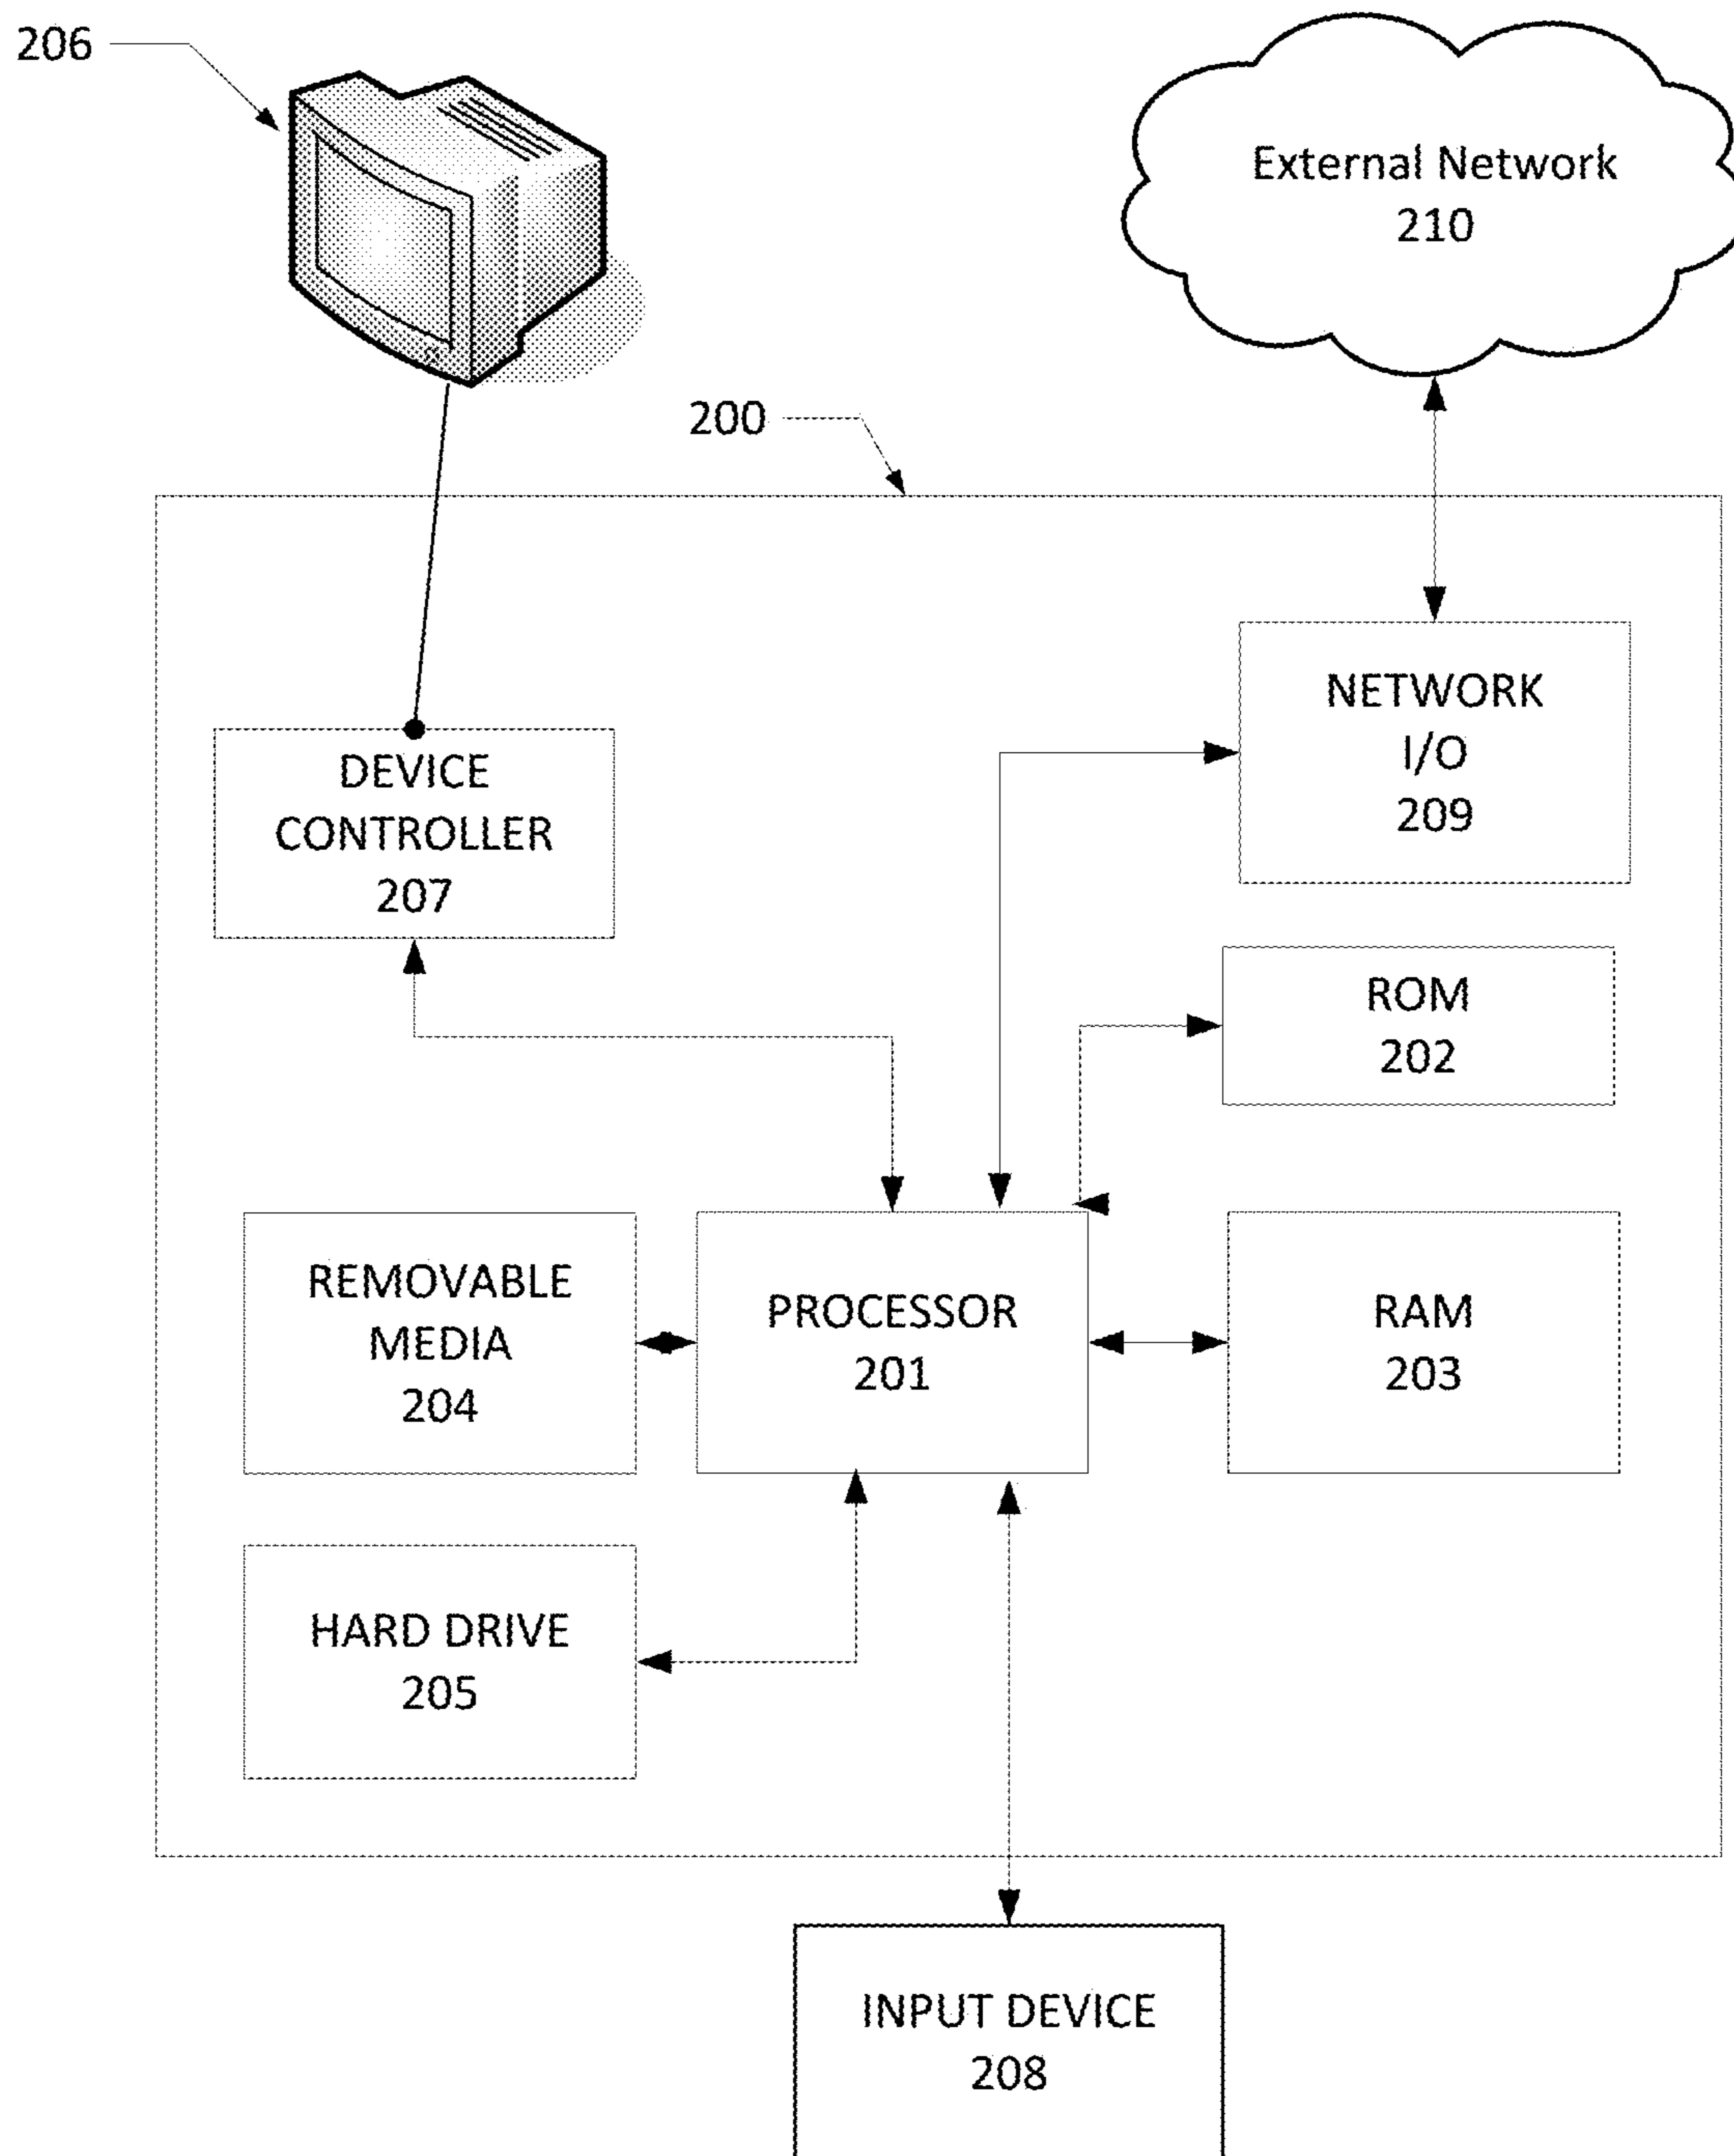 206
External Network
210
200
NETWORK
I/O
209
DEVICE
CONTROLLER
207
ROM
202
REMOVABLE
MEDIA
204
PROCESSOR
201
RAM
203
HARD DRIVE
205
INPUT DEVICE
208